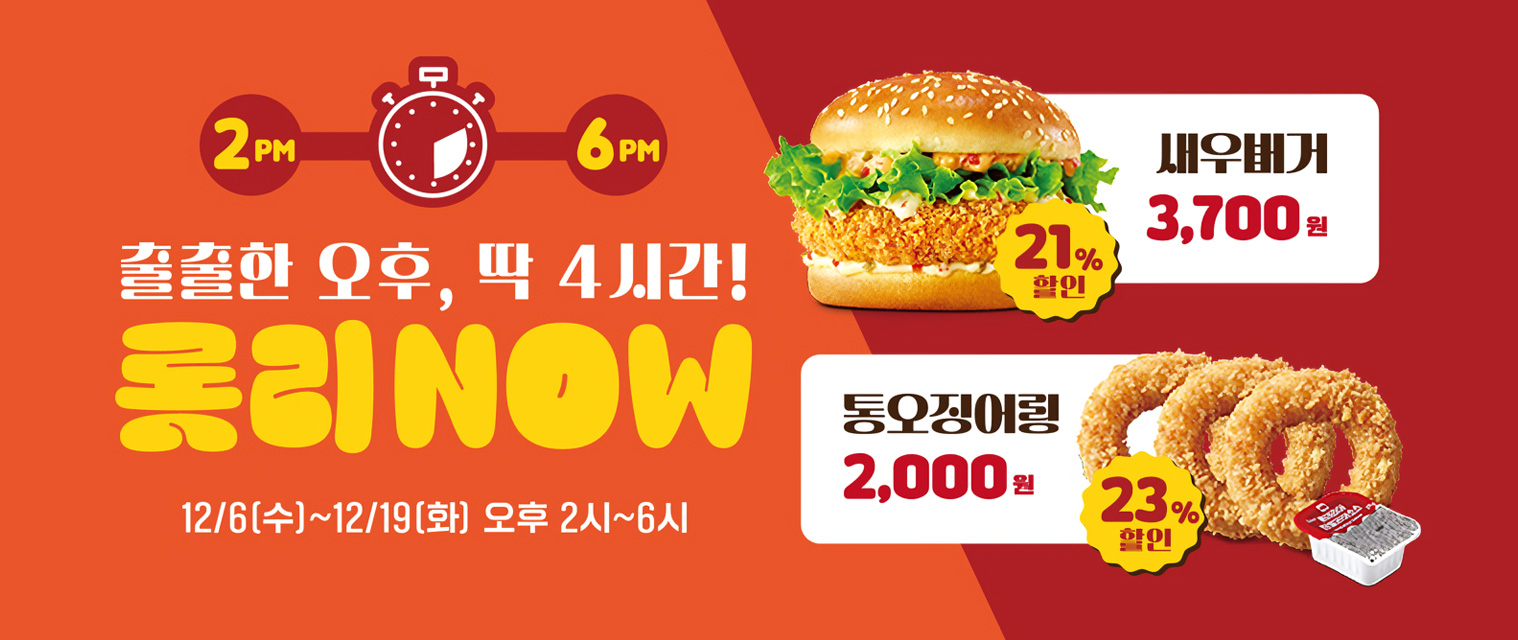 2PM
6PM
출출한 오후, 딱 4시간!
롯리NOW
12/6(수)~12/19(화) 오후 2시~6시
새우버거
3,700원
21%
할인
통오징어링
2,000원
23%
할인